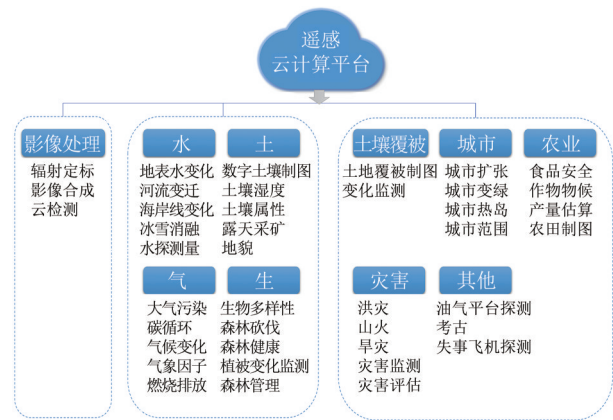 遥感
云计算平台
影像处理
辐射定标
影像合成
云检测
水
地表水变化
河流变迁
海岸线变化
冰雪消融
水探测量
土
数字土壤制图
土壤湿度
土壤属性
露天采矿
地貌
气
大气污染
碳循环
气候变化
气象因子
燃烧排放
生
生物多样性
森林砍伐
森林健康
植被变化监测
森林管理
土壤覆被
土地覆被制图
变化监测
城市
城市扩张
城市变绿
城市热岛
城市范围
农业
食品安全
作物物候
产量估算
农田制图
灾害
洪灾
山火
旱灾
灾害监测
灾害评估
其他
油气平台探测
考古
失事飞机探测